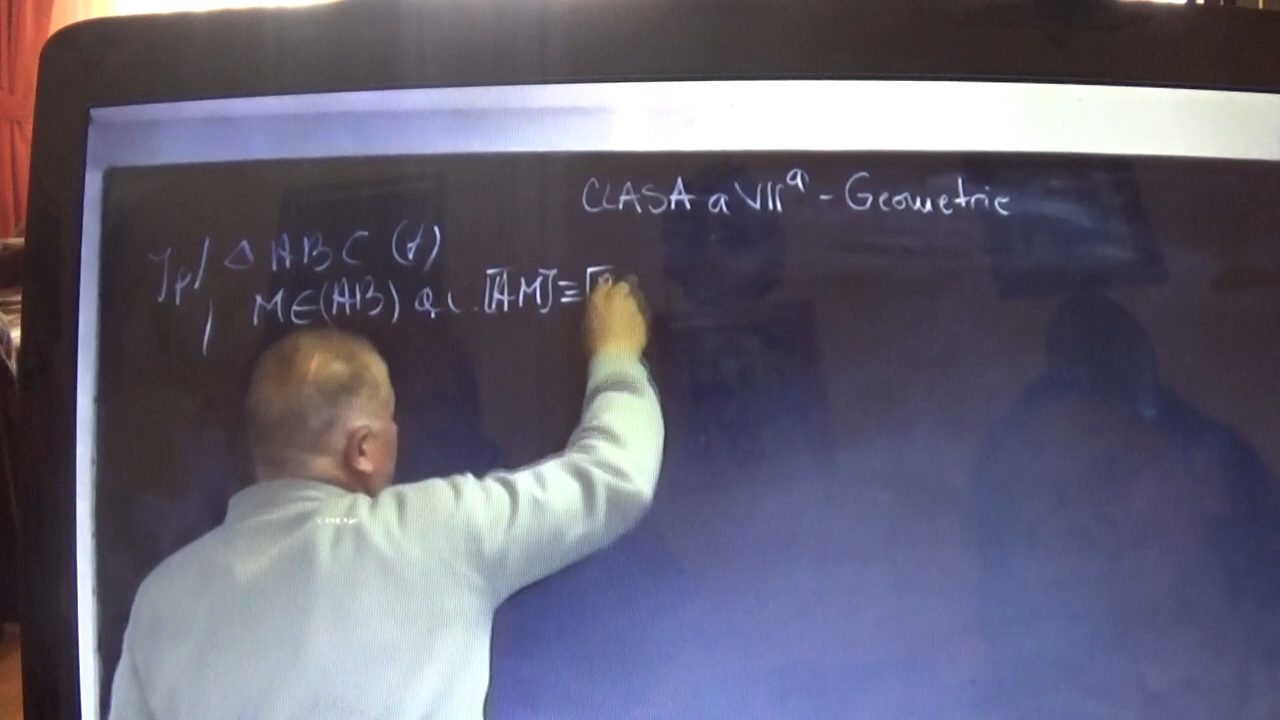 CLASA a VII a - Geometrie
Ip/ Δ ABC (∀)
M∈(AB) a.î. [AM]≡[